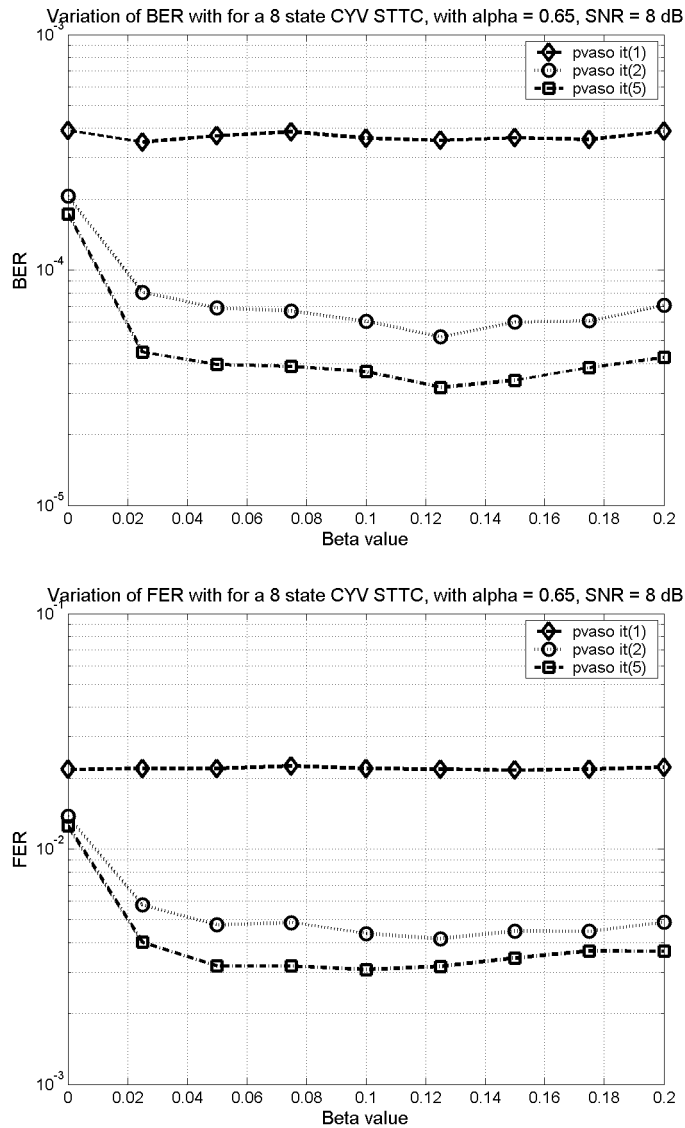 Variation of BER with for a 8 state CYV STTC, with alpha = 0.65, SNR = 8 dB
10^-3
pvaso it(1)
pvaso it(2)
pvaso it(5)
BER
10^-4
10^-5
0 0.02 0.04 0.06 0.08 0.1 0.12 0.14 0.16 0.18 0.2
Beta value
Variation of FER with for a 8 state CYV STTC, with alpha = 0.65, SNR = 8 dB
10^-1
pvaso it(1)
pvaso it(2)
pvaso it(5)
FER
10^-2
10^-3
0 0.02 0.04 0.06 0.08 0.1 0.12 0.14 0.16 0.18 0.2
Beta value